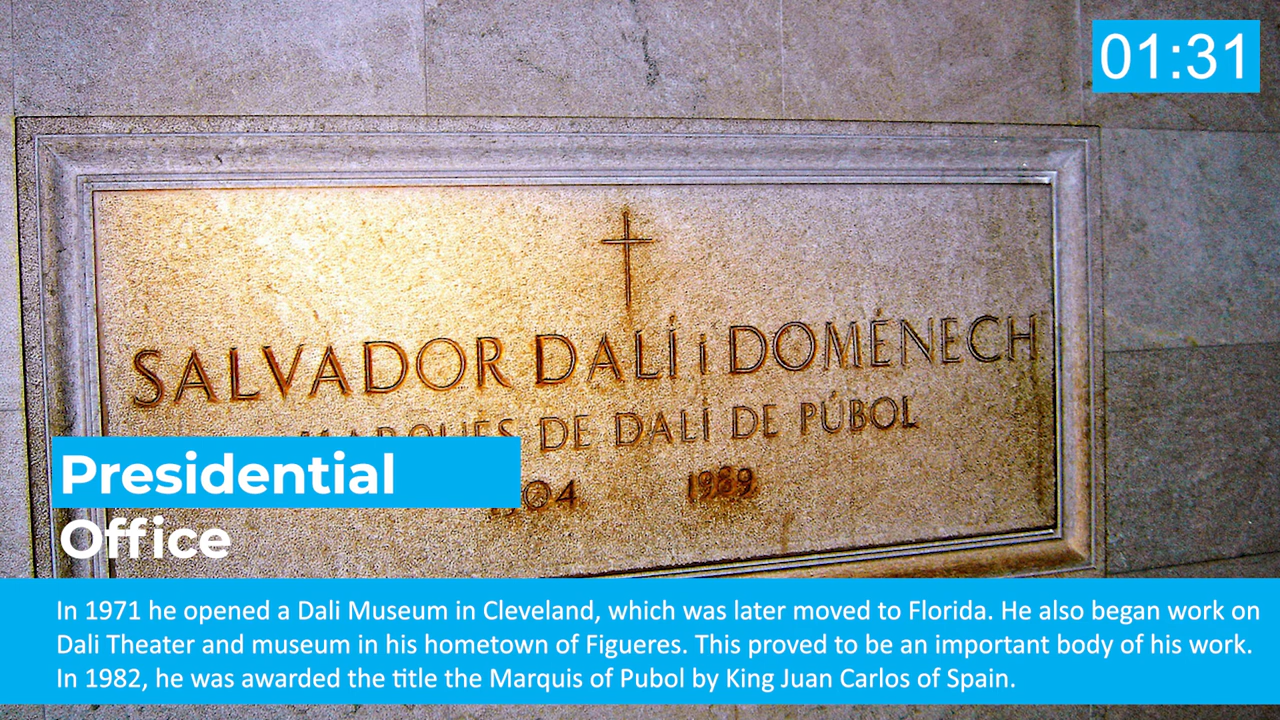 01:31
SALVADOR DALÍ i DOMÉNECH
DE DALÍ DE PÚBOL
1989
Presidential
Office
In 1971 he opened a Dali Museum in Cleveland, which was later moved to Florida. He also began work on
Dali Theater and museum in his hometown of Figueres. This proved to be an important body of his work.
In 1982, he was awarded the title the Marquis of Pubol by King Juan Carlos of Spain.